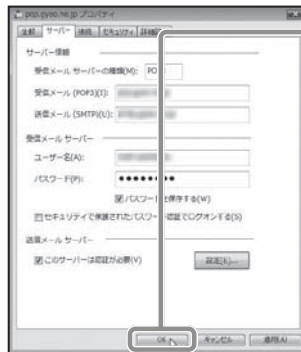 pop.gyao.ne.jp プロパティ
全般 サーバー 接続 セキュリティ 詳細設定
サーバー情報
受信メール サーバーの種類(M): POP3
受信メール (POP3)(I):
送信メール (SMTP)(U):
受信メール サーバー
ユーザー名(A):
パスワード(P): ●●●●●●●●
パスワードを保存する(W)
セキュリティで保護されたパスワード認証でログオンする(S)
送信メール サーバー
このサーバーは認証が必要(V) 設定(E)...
OK キャンセル 適用(A)